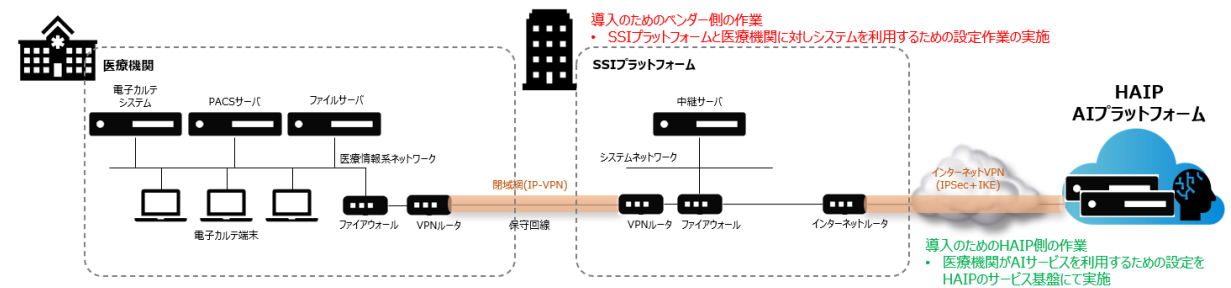 導入のためのベンダー側の作業
• SSIプラットフォームと医療機関に対しシステムを利用するための設定作業の実施
医療機関
SSIプラットフォーム
電子カルテ
システム
PACSサーバ
ファイルサーバ
中継サーバ
HAIP
AIプラットフォーム
医療情報系ネットワーク
システムネットワーク
閉域網(IP-VPN)
インターネットVPN
(IPSec+IKE)
電子カルテ端末
ファイアウォール
VPNルータ
保守回線
VPNルータ
ファイアウォール
インターネットルータ
導入のためのHAIP側の作業
• 医療機関がAIサービスを利用するための設定を
HAIPのサービス基盤にて実施